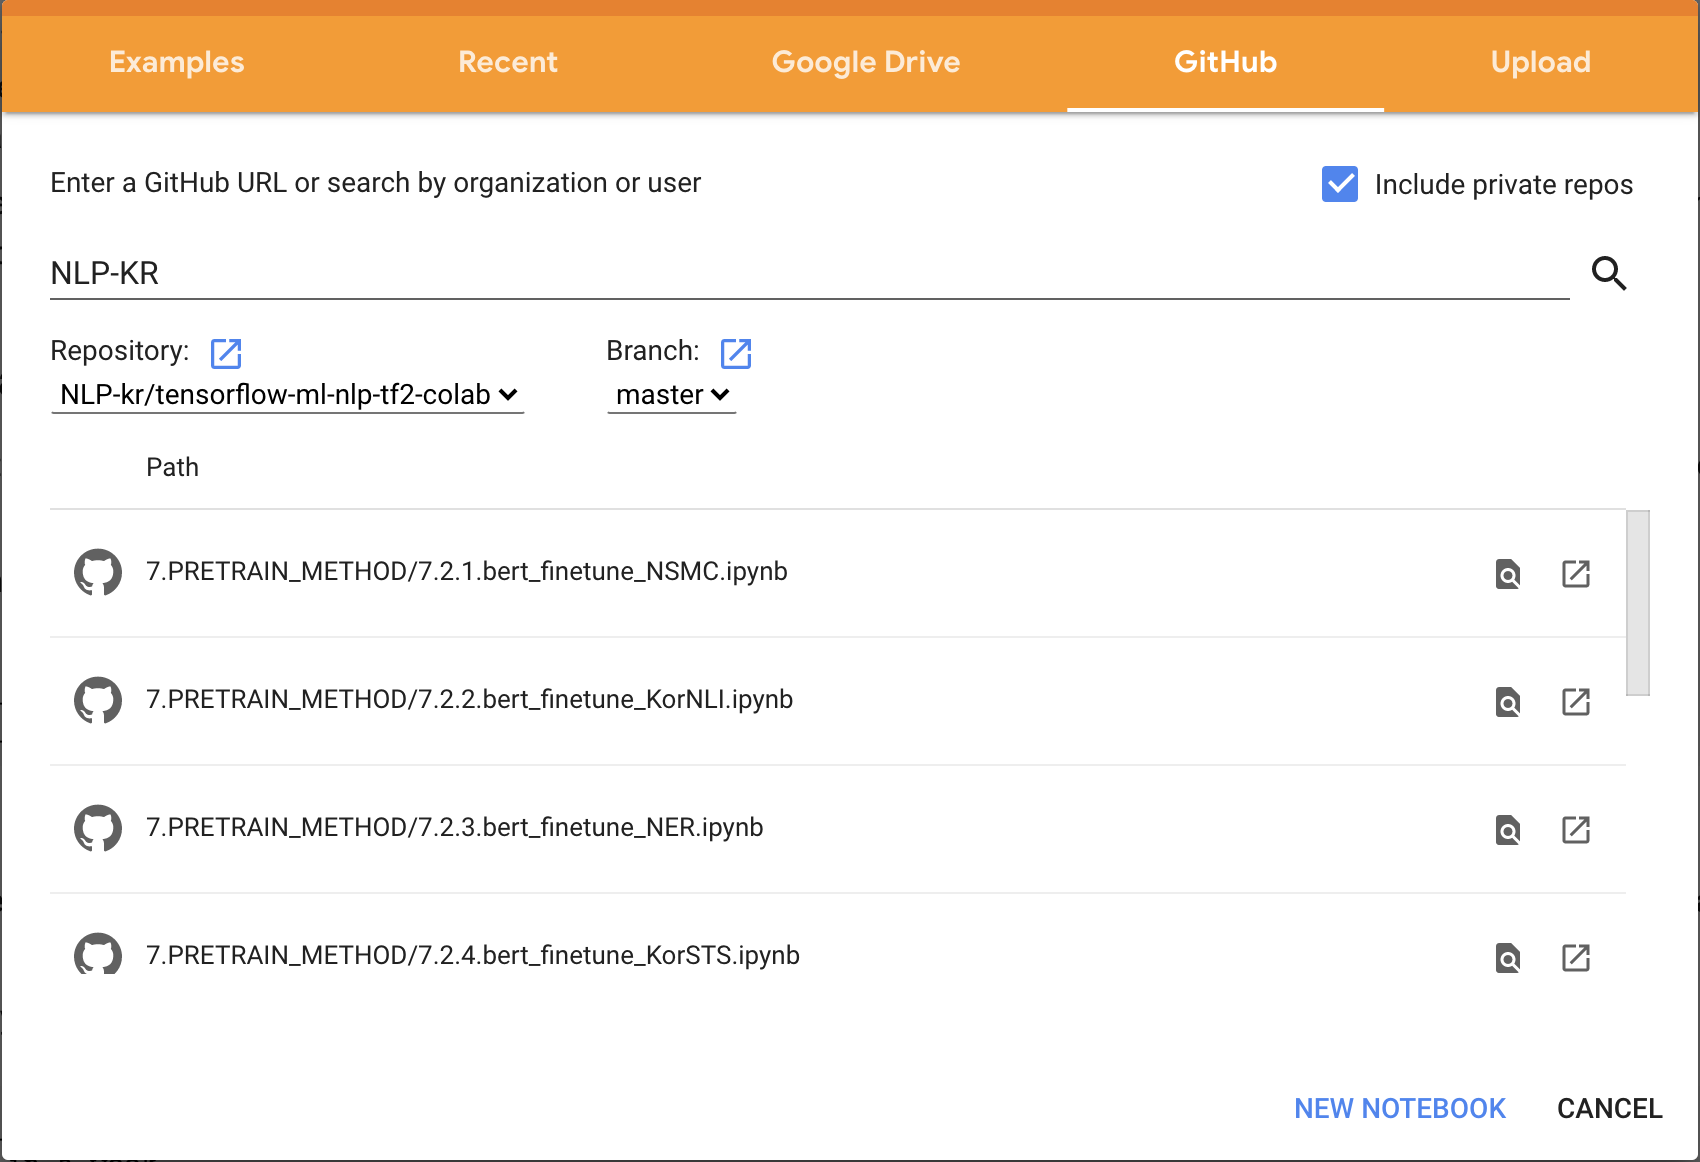 Examples Recent Google Drive GitHub Upload
Enter a GitHub URL or search by organization or user
Include private repos
NLP-KR
Repository: Branch:
NLP-kr/tensorflow-ml-nlp-tf2-colab master
Path
7.PRETRAIN_METHOD/7.2.1.bert_finetune_NSMC.ipynb
7.PRETRAIN_METHOD/7.2.2.bert_finetune_KorNLI.ipynb
7.PRETRAIN_METHOD/7.2.3.bert_finetune_NER.ipynb
7.PRETRAIN_METHOD/7.2.4.bert_finetune_KorSTS.ipynb
NEW NOTEBOOK CANCEL